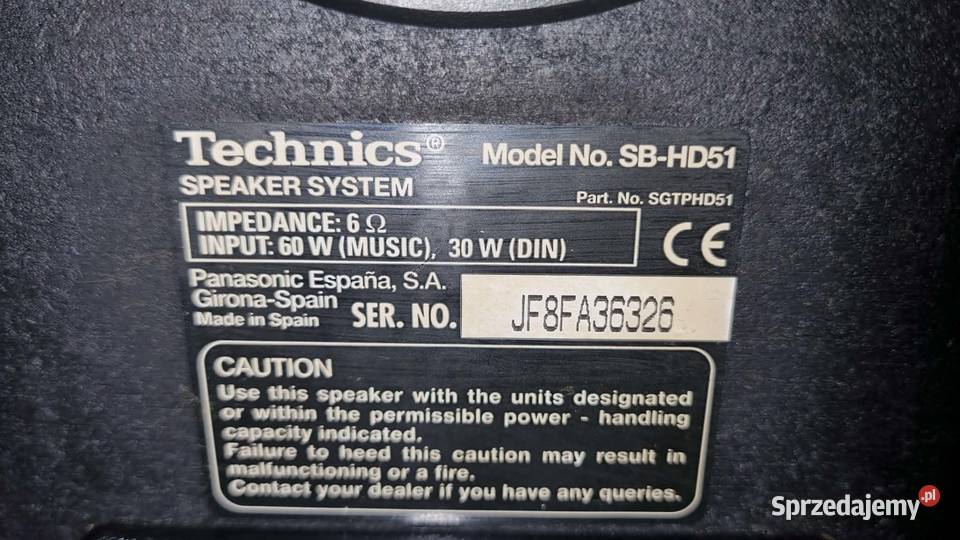 Technics® Model No. SB-HD51
SPEAKER SYSTEM
Part. No. SGTPHD51
IMPEDANCE: 6 Ω
INPUT: 60 W (MUSIC), 30 W (DIN)
CE
Panasonic España, S.A.
Girona-Spain
Made in Spain
SER. NO. JF8FA36326
CAUTION
Use this speaker with the units designated
or within the permissible power - handling
capacity indicated.
Failure to heed this caution may result in
malfunctioning or a fire.
Contact your dealer if you have any queries.
Sprzedajemy.pl